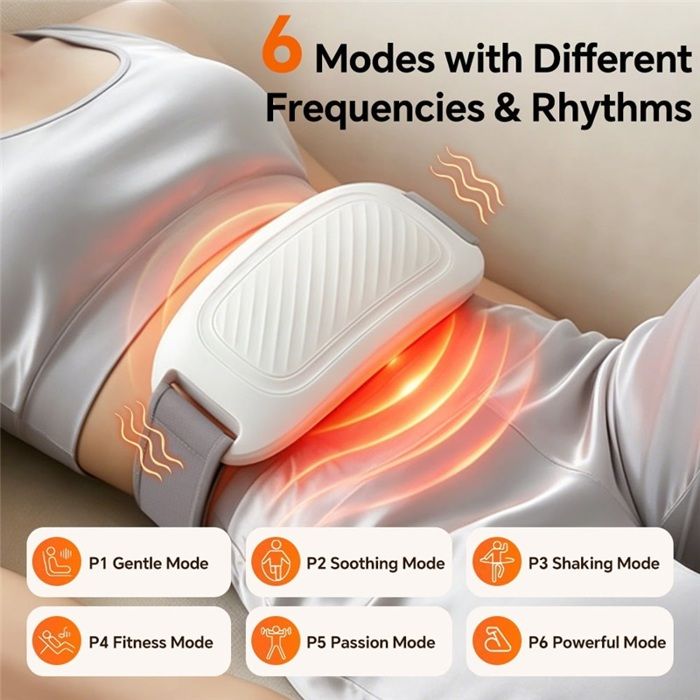 6 Modes with Different
Frequencies & Rhythms
P1 Gentle Mode
P2 Soothing Mode
P3 Shaking Mode
P4 Fitness Mode
P5 Passion Mode
P6 Powerful Mode